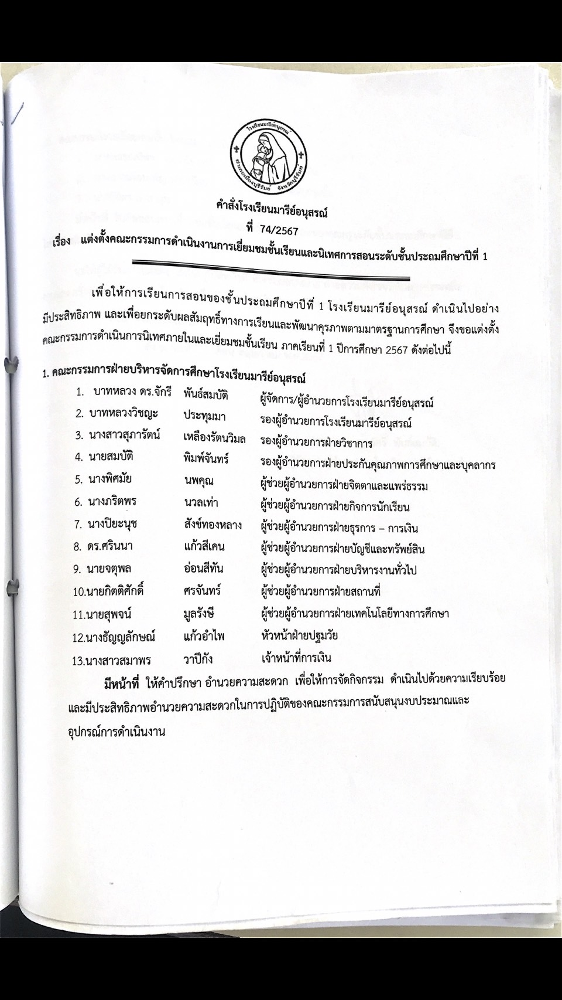 โรงเรียนมารีย์อนุสรณ์
อำเภอเมืองบุรีรัมย์ จังหวัดบุรีรัมย์
คำสั่งโรงเรียนมารีย์อนุสรณ์
ที่ 74/2567
เรื่อง แต่งตั้งคณะกรรมการดำเนินงานการเยี่ยมชมชั้นเรียนและนิเทศการสอนระดับชั้นประถมศึกษาปีที่ 1
เพื่อให้การเรียนการสอนของชั้นประถมศึกษาปีที่ 1 โรงเรียนมารีย์อนุสรณ์ ดำเนินไปอย่าง
มีประสิทธิภาพ และเพื่อยกระดับผลสัมฤทธิ์ทางการเรียนและพัฒนาคุรภาพตามมาตรฐานการศึกษา จึงขอแต่งตั้ง
คณะกรรมการดำเนินการนิเทศภายในและเยี่ยมชมชั้นเรียน ภาคเรียนที่ 1 ปีการศึกษา 2567 ดังต่อไปนี้
1. คณะกรรมการฝ่ายบริหารจัดการศึกษาโรงเรียนมารีย์อนุสรณ์
1. บาทหลวง ดร.จักรี พันธ์สมบัติ ผู้จัดการ/ผู้อำนวยการโรงเรียนมารีย์อนุสรณ์
2. บาทหลวงวิชญะ ประทุมมา รองผู้อำนวยการโรงเรียนมารีย์อนุสรณ์
3. นางสาวสุภารัตน์ เหลืองรัตนวิมล รองผู้อำนวยการฝ่ายวิชาการ
4. นายสมบัติ พิมพ์จันทร์ รองผู้อำนวยการฝ่ายประกันคุณภาพการศึกษาและบุคลากร
5. นางพิศมัย นพคุณ ผู้ช่วยผู้อำนวยการฝ่ายจิตตาและแพร่ธรรม
6. นางภริตพร นวลเท่า ผู้ช่วยผู้อำนวยการฝ่ายกิจการนักเรียน
7. นางปิยะนุช สังข์ทองหลาง ผู้ช่วยผู้อำนวยการฝ่ายธุรการ – การเงิน
8. ดร.ศรินนา แก้วสีเคน ผู้ช่วยผู้อำนวยการฝ่ายบัญชีและทรัพย์สิน
9. นายจตุพล อ่อนสีทัน ผู้ช่วยผู้อำนวยการฝ่ายบริหารงานทั่วไป
10.นายกิตติศักดิ์ ศรจันทร์ ผู้ช่วยผู้อำนวยการฝ่ายสถานที่
11.นายสุพจน์ มูลรังษี ผู้ช่วยผู้อำนวยการฝ่ายเทคโนโลยีทางการศึกษา
12.นางธัญญลักษณ์ แก้วอำไพ หัวหน้าฝ่ายปฐมวัย
13.นางสาวสมาพร วาปีกัง เจ้าหน้าที่การเงิน
มีหน้าที่ ให้คำปรึกษา อำนวยความสะดวก เพื่อให้การจัดกิจกรรม ดำเนินไปด้วยความเรียบร้อย
และมีประสิทธิภาพอำนวยความสะดวกในการปฏิบัติของคณะกรรมการสนับสนุนงบประมาณและ
อุปกรณ์การดำเนินงาน